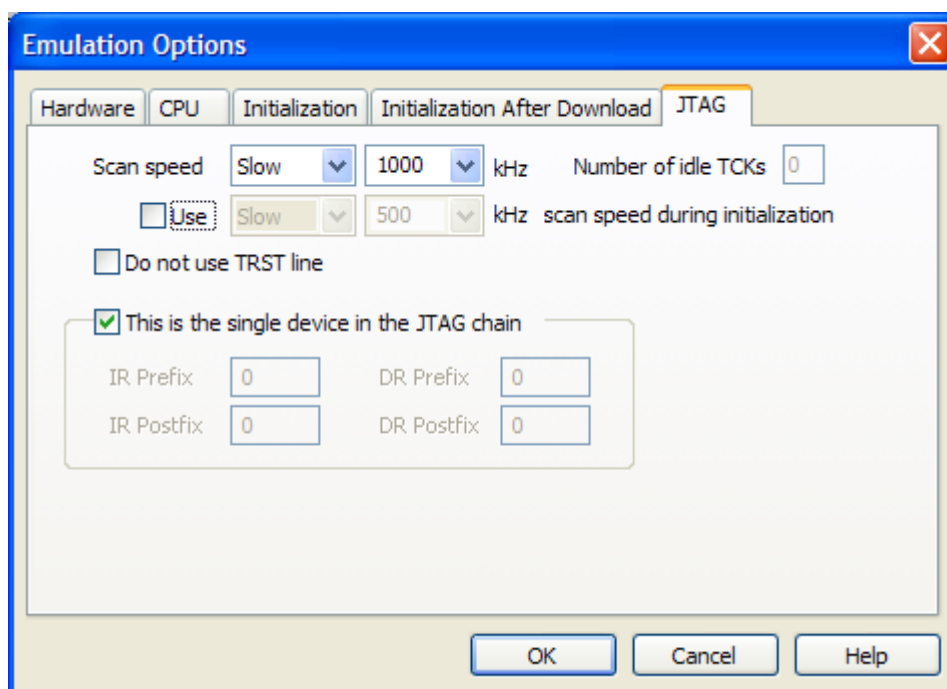 Emulation Options
Hardware CPU Initialization Initialization After Download JTAG
Scan speed Slow 1000 kHz Number of idle TCKs 0
Use Slow 500 kHz scan speed during initialization
Do not use TRST line
This is the single device in the JTAG chain
IR Prefix 0 DR Prefix 0
IR Postfix 0 DR Postfix 0
OK Cancel Help